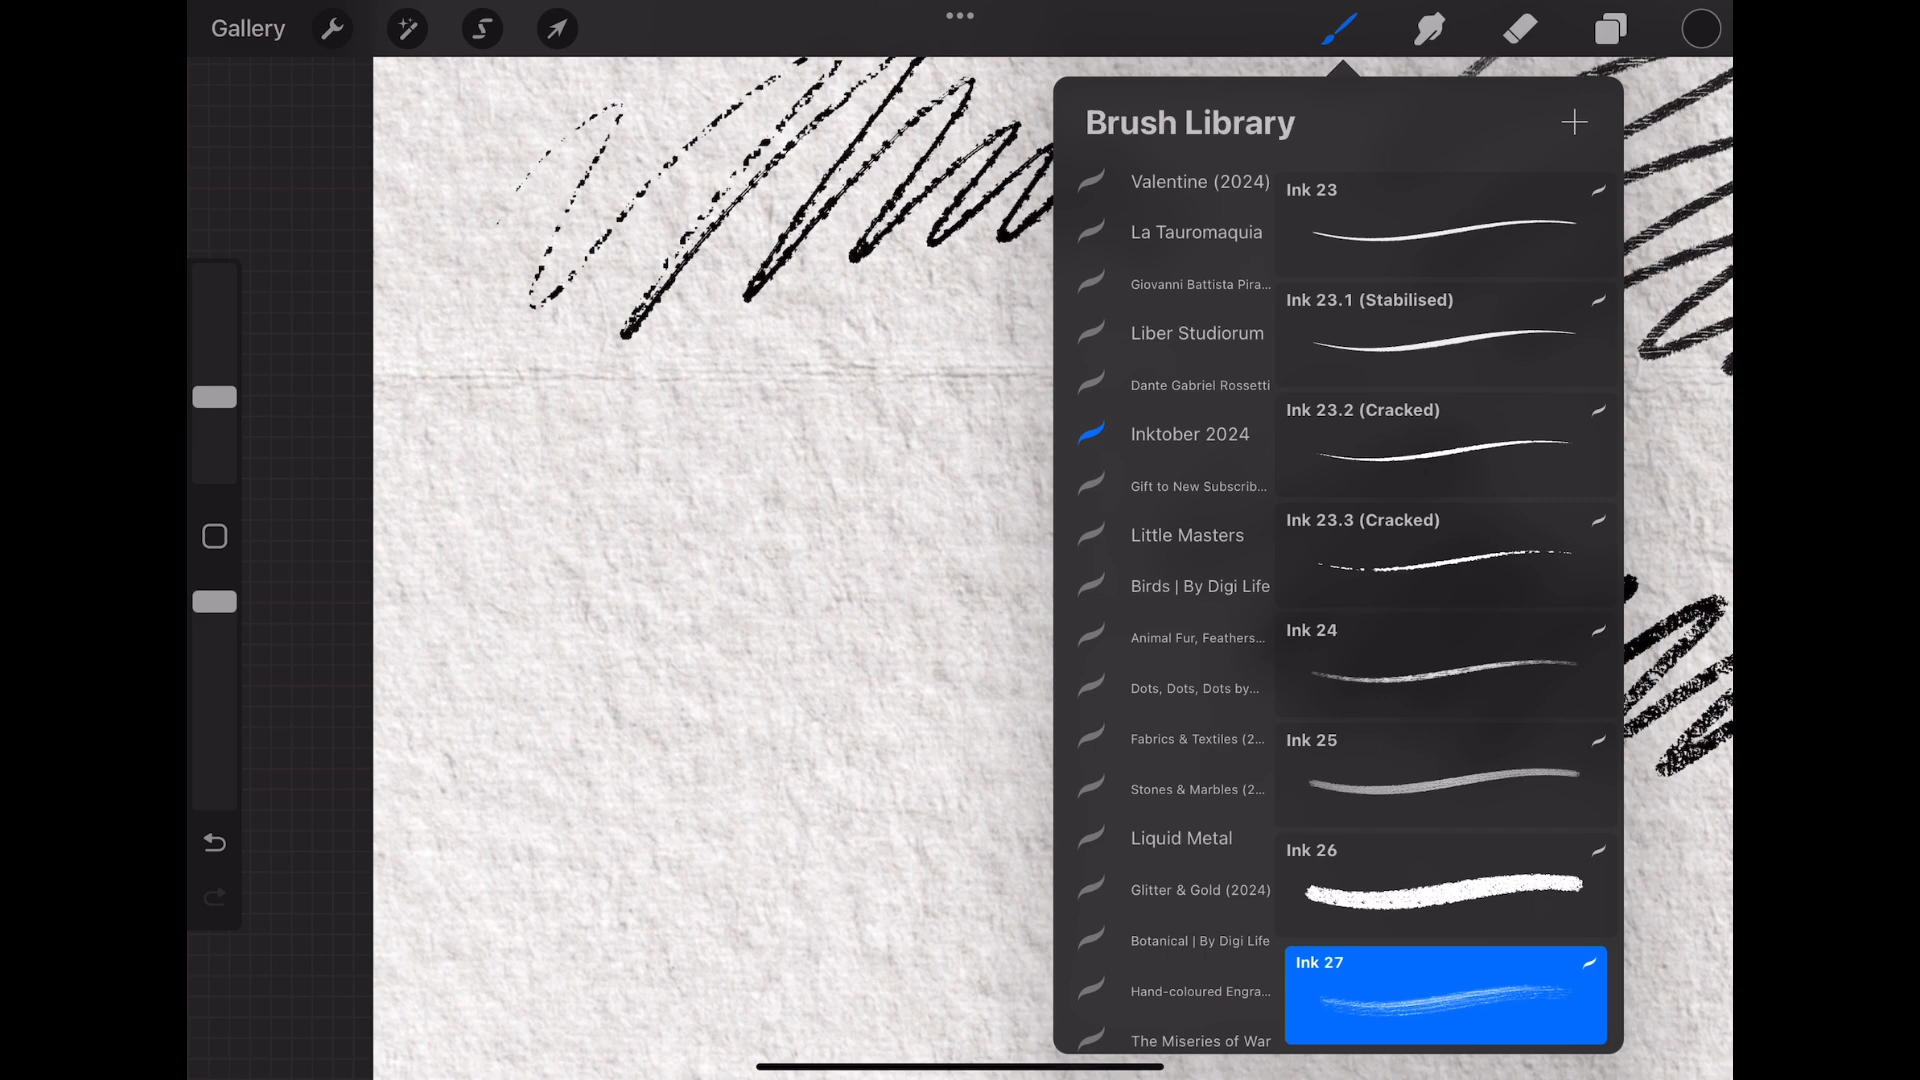 Gallery
Brush Library
Valentine (2024)
La Tauromaquia
Giovanni Battista Pira...
Liber Studiorum
Dante Gabriel Rossetti
Inktober 2024
Gift to New Subscrib...
Little Masters
Birds | By Digi Life
Animal Fur, Feathers...
Dots, Dots, Dots by...
Fabrics & Textiles (2...
Stones & Marbles (2...
Liquid Metal
Glitter & Gold (2024)
Botanical | By Digi Life
Hand-coloured Engra...
The Miseries of War
Ink 23
Ink 23.1 (Stabilised)
Ink 23.2 (Cracked)
Ink 23.3 (Cracked)
Ink 24
Ink 25
Ink 26
Ink 27